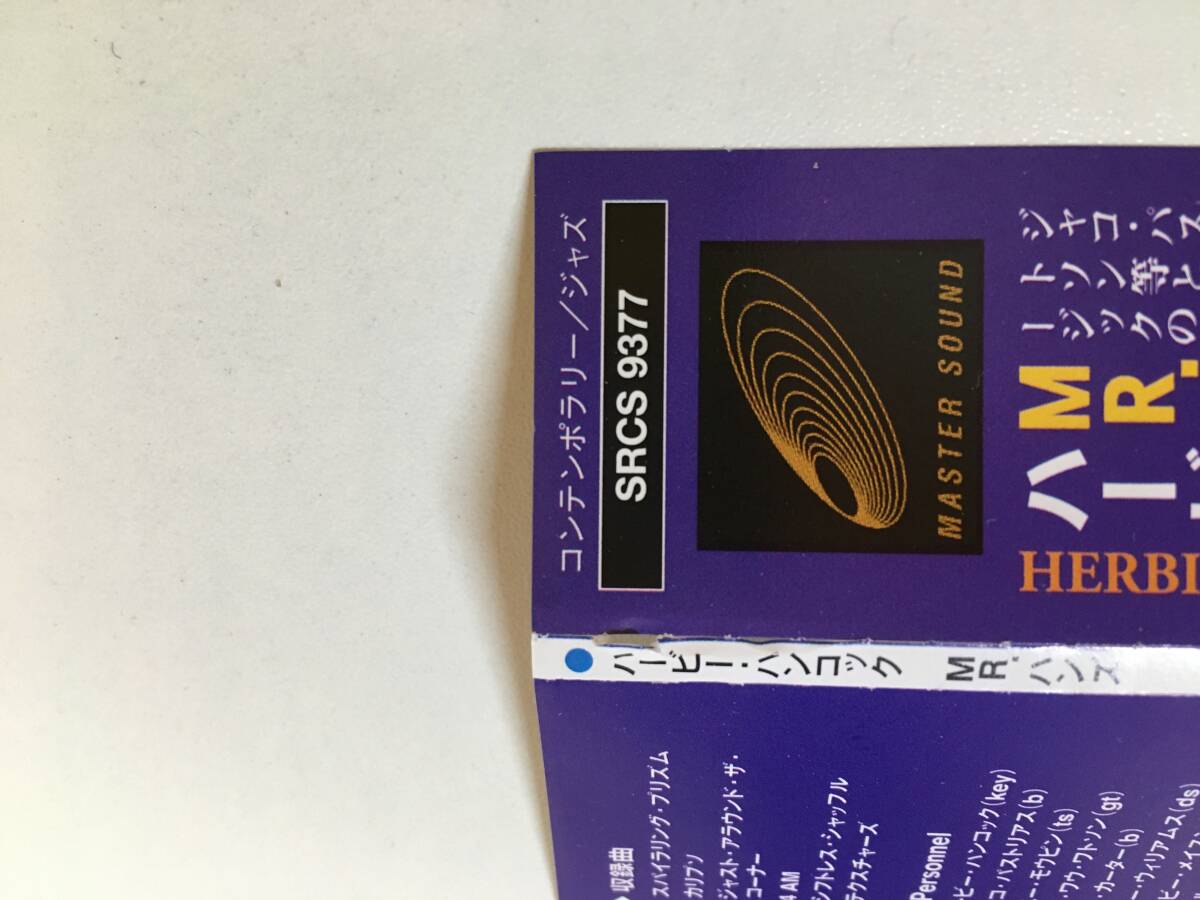 コンテンポラリー／ジャズ
SRCS 9377
MASTER SOUND
ジャコ・パス
ートソン等
ジックのヒ
MR.
ハー
HERBI
ハービー・ハンコック MR.ハンズ
収録曲
スパイラリング・プリズム
カリプソ
ジャスト・アラウンド・ザ・
コーナー
4 AM
シフトレス・シャッフル
テクスチャーズ
Personnel
ービー・ハンコック(key)
コ・パストリアス(b)
ー・モウピン(ts)
・ワウ・ワトソン(gt)
・カーター(b)
ー・ウィリアムス(ds)